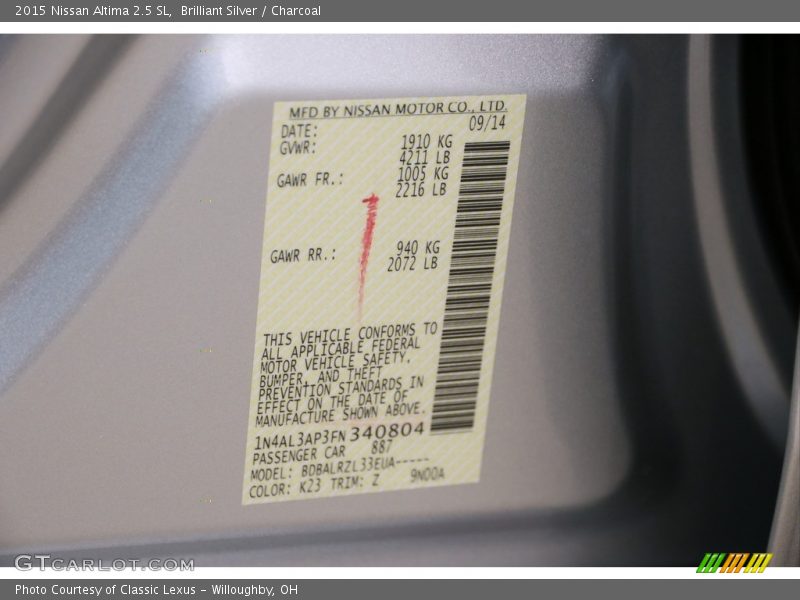 2015 Nissan Altima 2.5 SL, Brilliant Silver / Charcoal
MFD BY NISSAN MOTOR CO., LTD.
DATE: 09/14
GVWR: 1910 KG
4211 LB
GAWR FR.: 1005 KG
2216 LB
GAWR RR.: 940 KG
2072 LB
THIS VEHICLE CONFORMS TO
ALL APPLICABLE FEDERAL
MOTOR VEHICLE SAFETY,
BUMPER, AND THEFT
PREVENTION STANDARDS IN
EFFECT ON THE DATE OF
MANUFACTURE SHOWN ABOVE.
1N4AL3AP3FN340804
PASSENGER CAR 887
MODEL: BDBALRZL33EUA-----
COLOR: K23 TRIM: Z 9N00A
GTCARLOT.COM
Photo Courtesy of Classic Lexus - Willoughby, OH